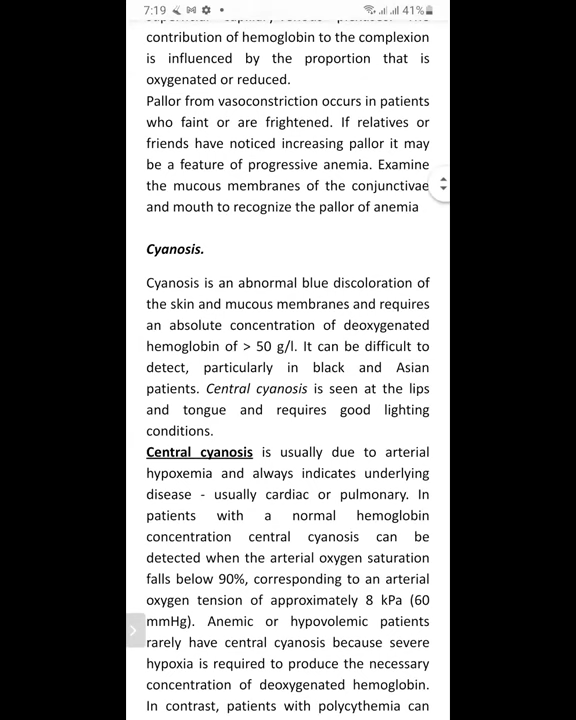 7:19
41%
contribution of hemoglobin to the complexion
is influenced by the proportion that is
oxygenated or reduced.
Pallor from vasoconstriction occurs in patients
who faint or are frightened. If relatives or
friends have noticed increasing pallor it may
be a feature of progressive anemia. Examine
the mucous membranes of the conjunctivae
and mouth to recognize the pallor of anemia
Cyanosis.
Cyanosis is an abnormal blue discoloration of
the skin and mucous membranes and requires
an absolute concentration of deoxygenated
hemoglobin of > 50 g/l. It can be difficult to
detect, particularly in black and Asian
patients. Central cyanosis is seen at the lips
and tongue and requires good lighting
conditions.
Central cyanosis is usually due to arterial
hypoxemia and always indicates underlying
disease - usually cardiac or pulmonary. In
patients with a normal hemoglobin
concentration central cyanosis can be
detected when the arterial oxygen saturation
falls below 90%, corresponding to an arterial
oxygen tension of approximately 8 kPa (60
mmHg). Anemic or hypovolemic patients
rarely have central cyanosis because severe
hypoxia is required to produce the necessary
concentration of deoxygenated hemoglobin.
In contrast, patients with polycythemia can